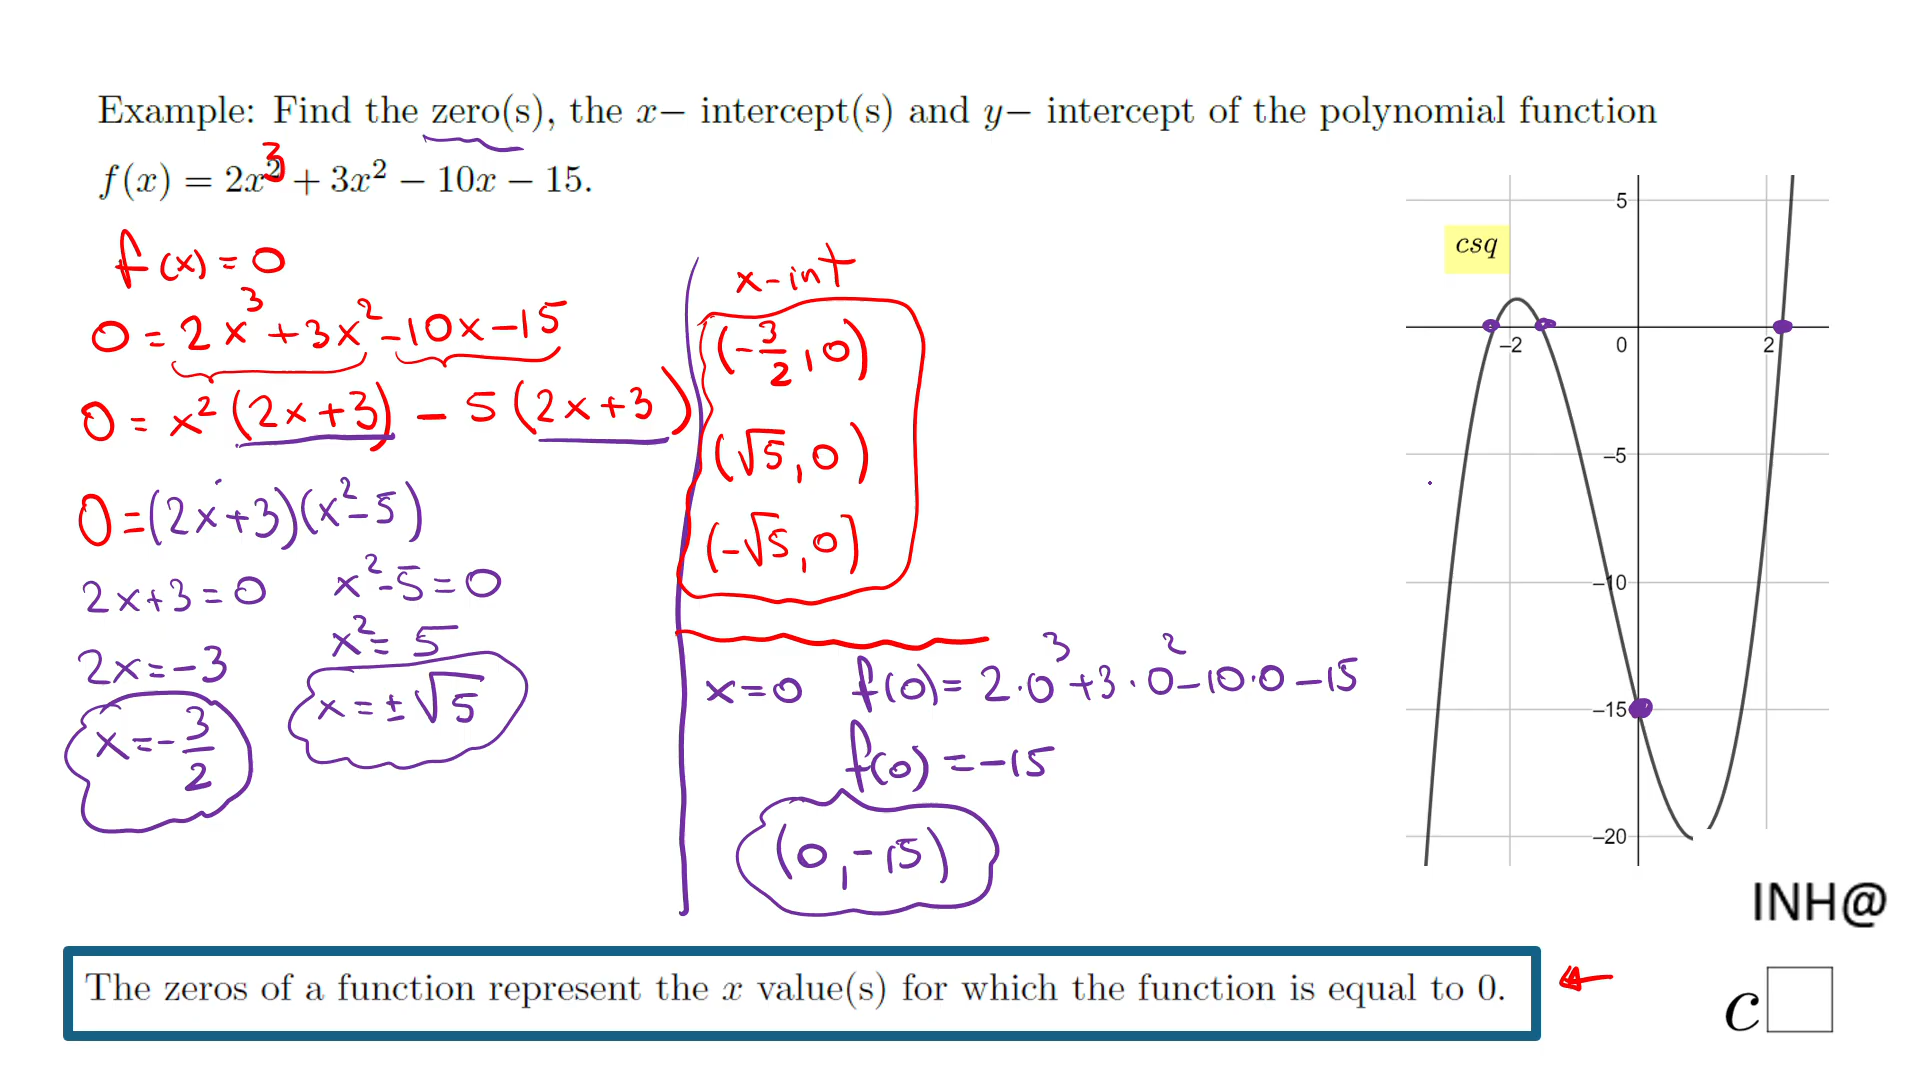 Example: Find the zero(s), the x− intercept(s) and y− intercept of the polynomial function
f(x) = 2x³ + 3x² − 10x − 15.
f(x) = 0
0 = 2x³ + 3x² − 10x − 15
0 = x² (2x + 3) − 5 (2x + 3)
0 = (2x + 3)(x² − 5)
2x + 3 = 0
x² − 5 = 0
2x = −3
x² = 5
x = −3/2
x = ±√5
x-int
(−3/2, 0)
(√5, 0)
(−√5, 0)
x = 0 f(0) = 2·0³ + 3·0² − 10·0 − 15
f(0) = −15
(0, −15)
csq
5
−2 0 2
−5
−10
−15
−20
INH@
c
The zeros of a function represent the x value(s) for which the function is equal to 0.